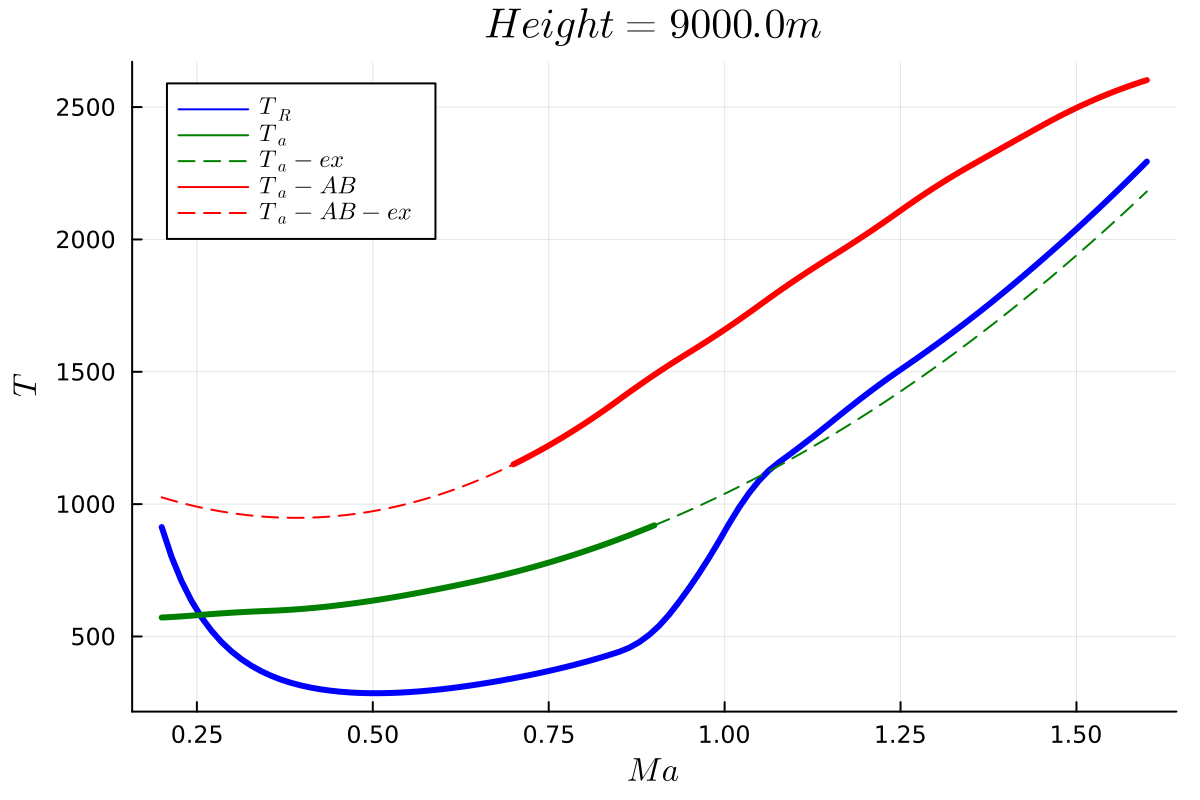 Height = 9000.0m
T_R
T_a
T_a − ex
T_a − AB
T_a − AB − ex
2500
2000
1500
1000
500
T
0.25 0.50 0.75 1.00 1.25 1.50
Ma